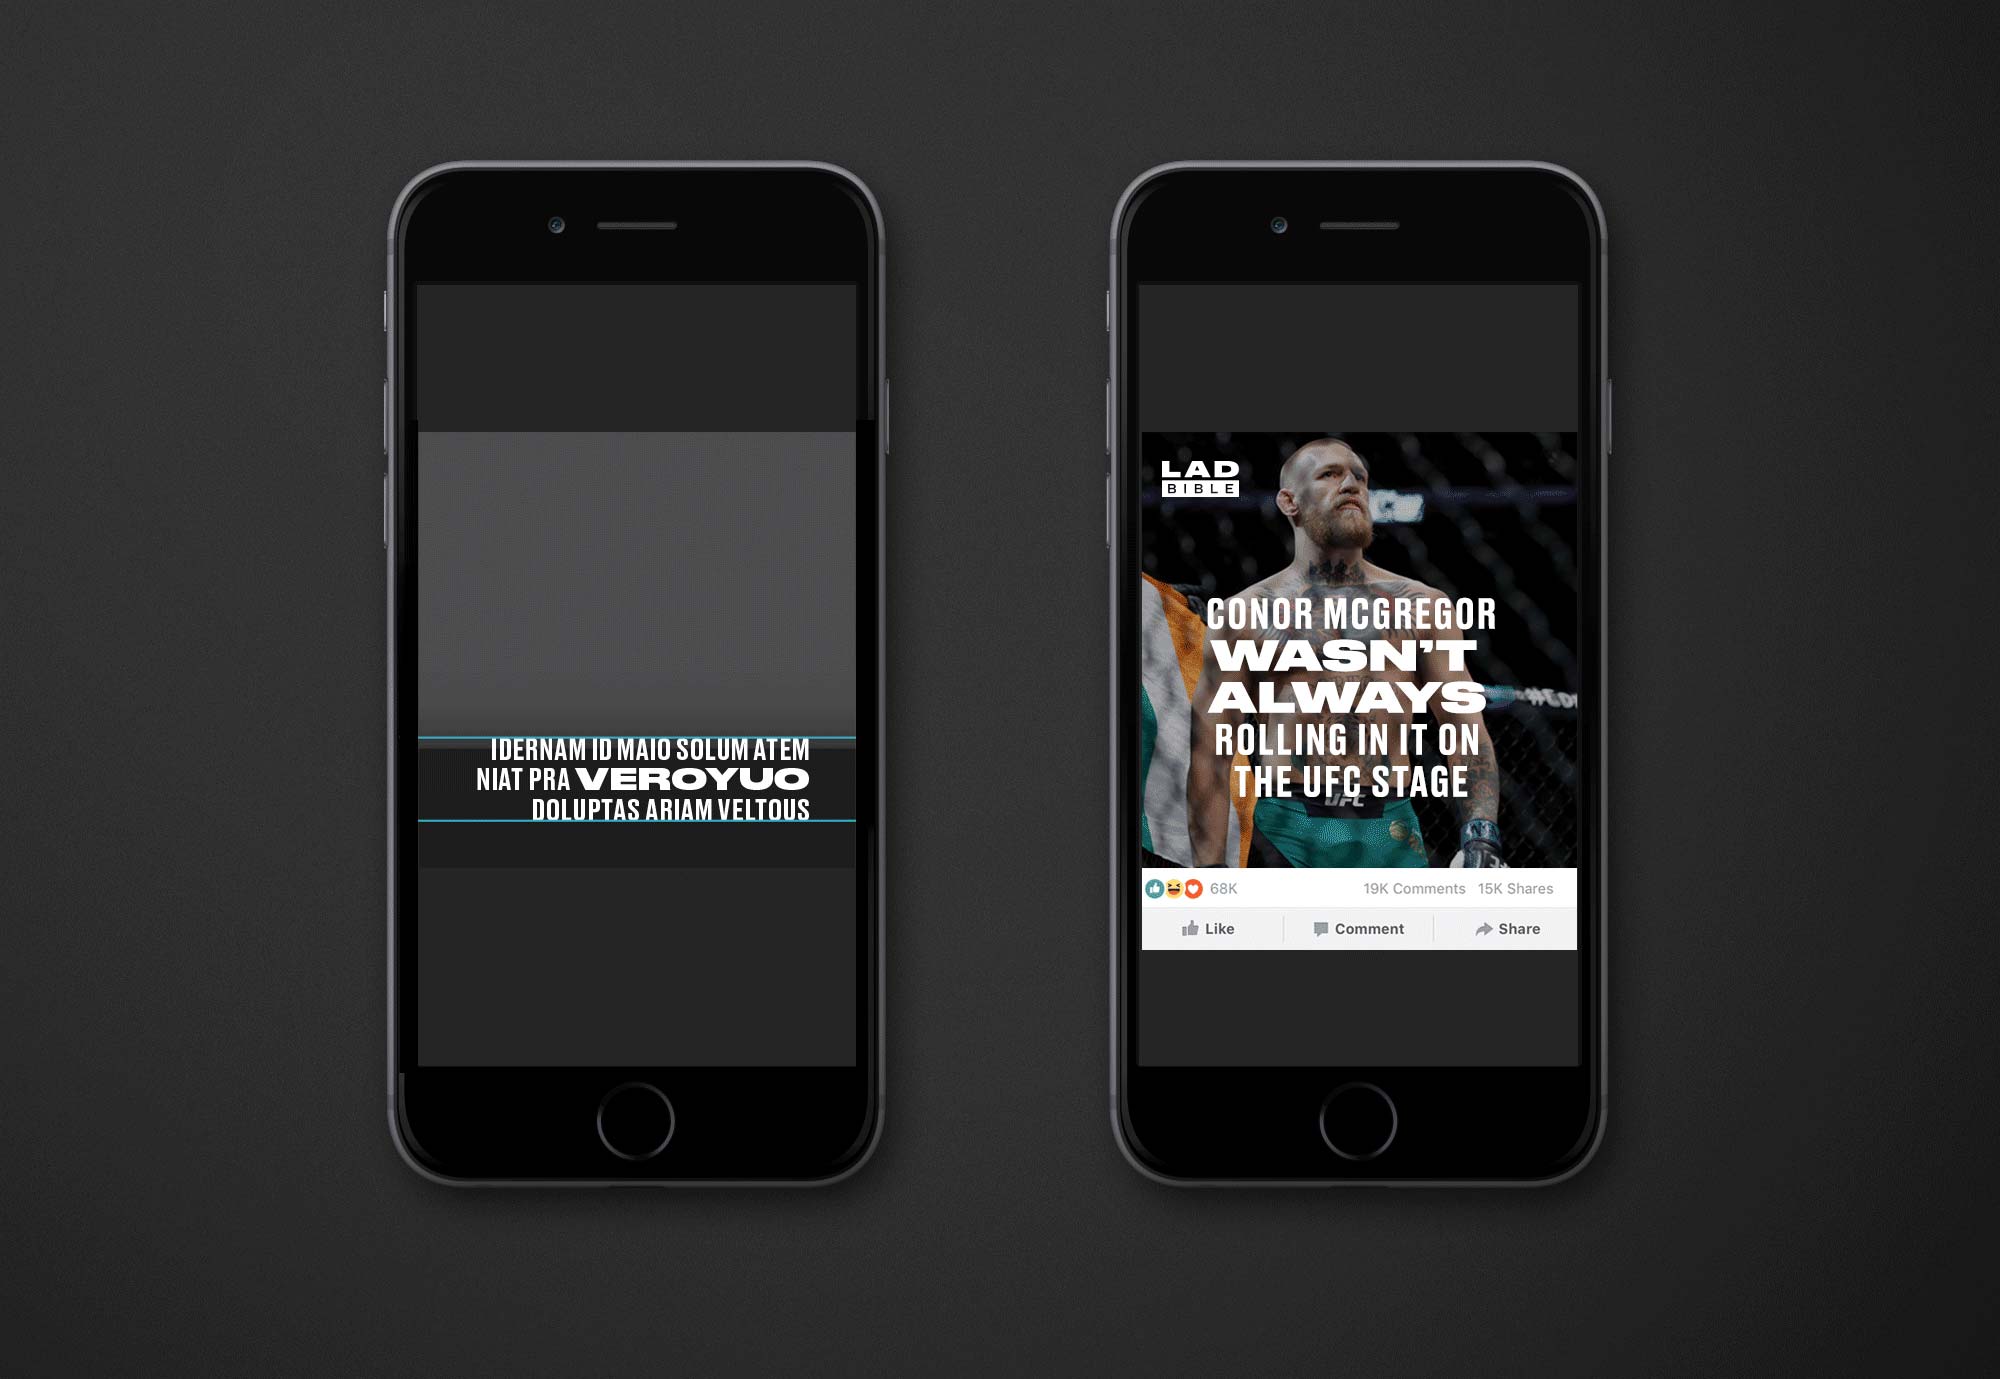 IDERNAM ID MAIO SOLUM ATEM
NIAT PRA VEROYUO
DOLUPTAS ARIAM VELTOUS
LAD
BIBLE
CONOR MCGREGOR
WASN'T
ALWAYS
ROLLING IN IT ON
THE UFC STAGE
UFC
68K
19K Comments
15K Shares
Like
Comment
Share